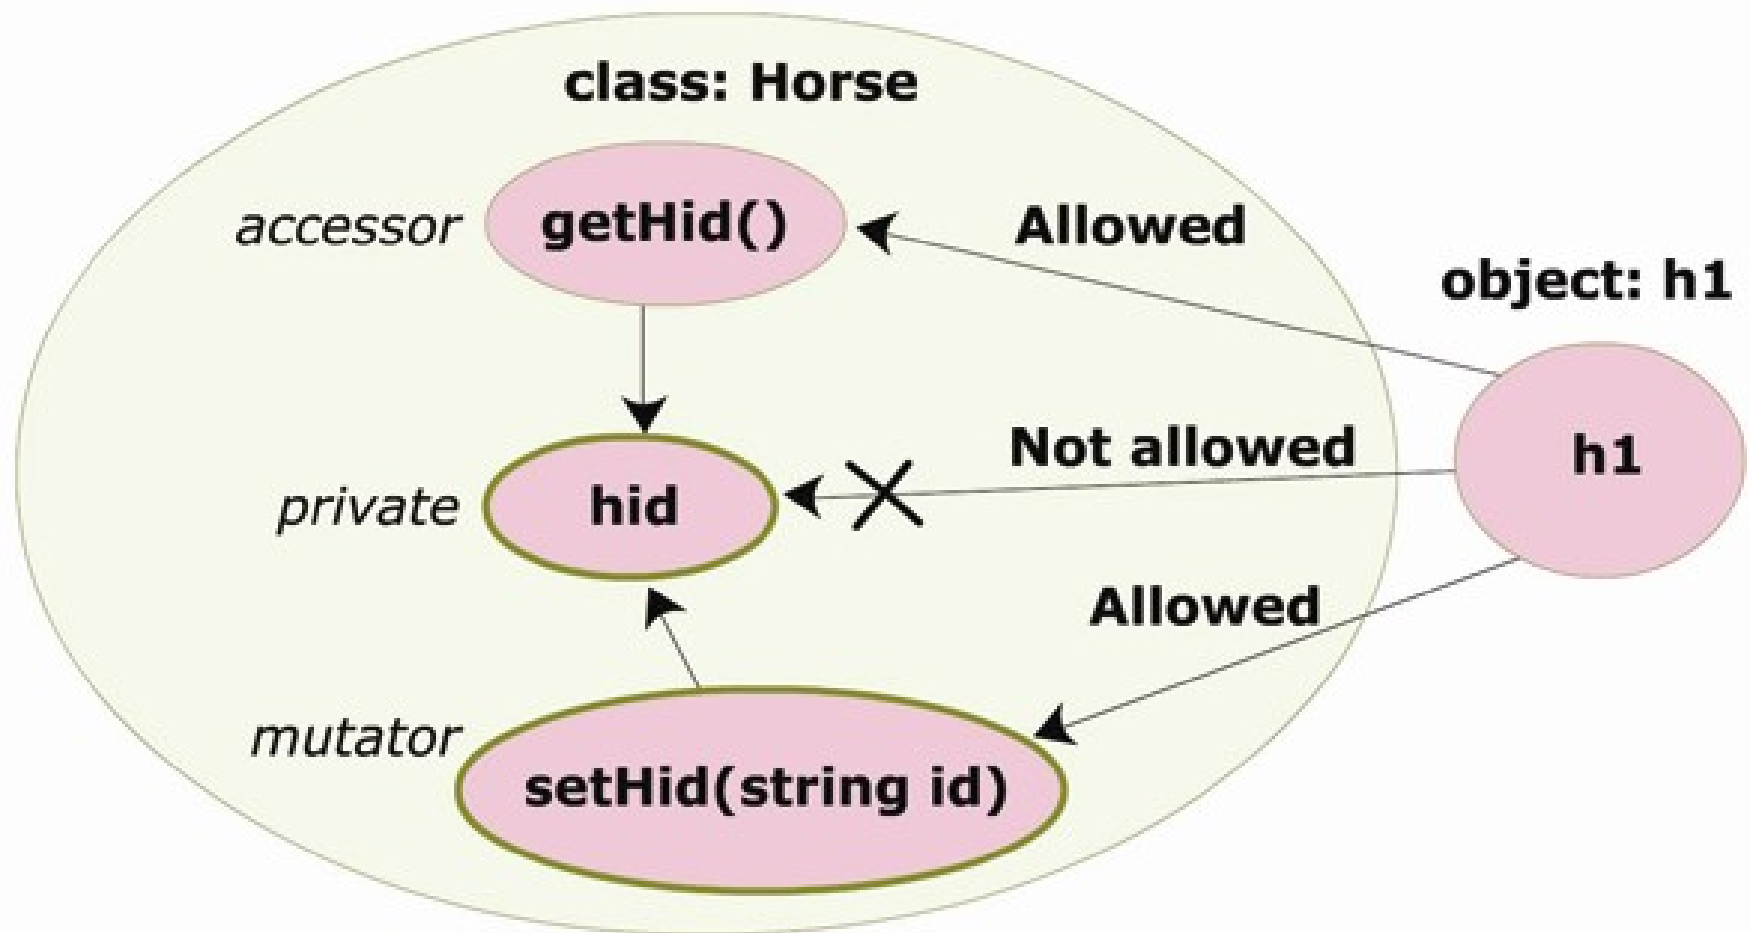 class: Horse
accessor
getHid()
Allowed
object: h1
private
hid
Not allowed
h1
Allowed
mutator
setHid(string id)